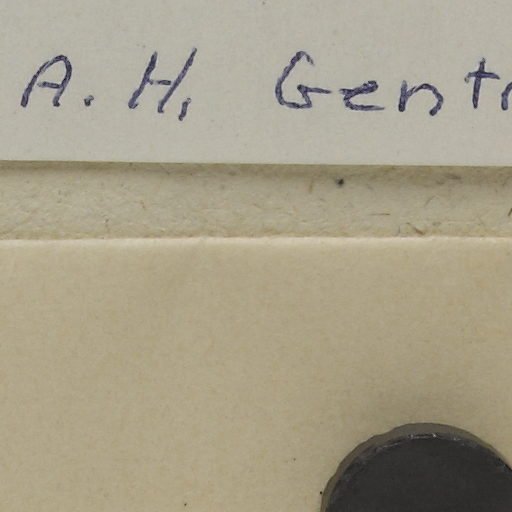 A. H. Gentr